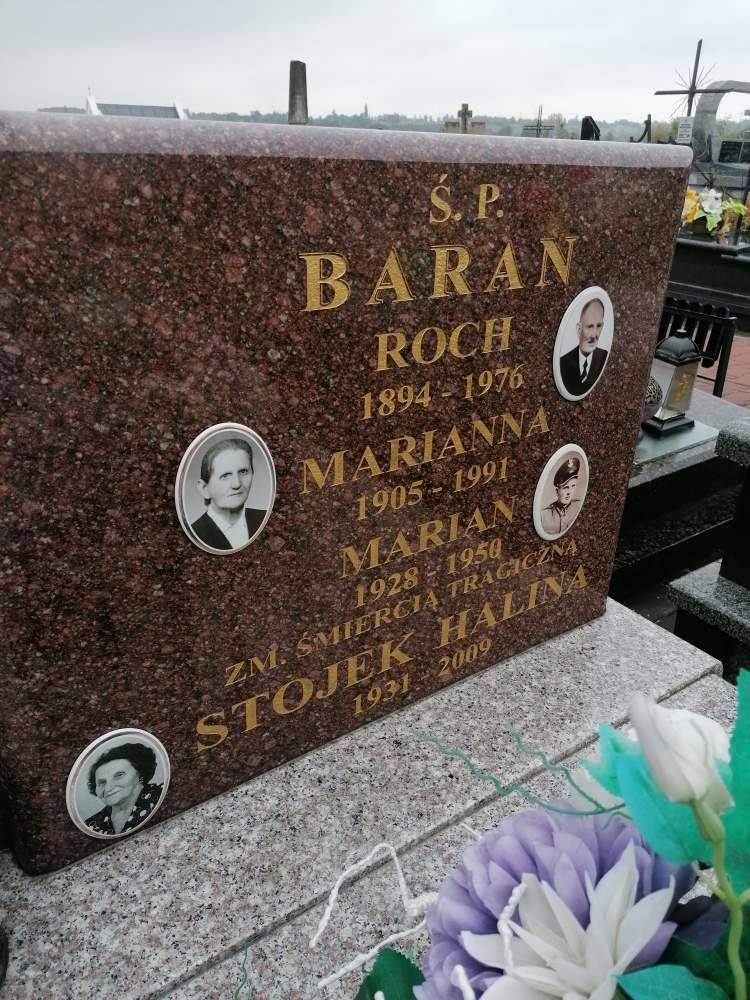 Ś. P.
BARAN
ROCH
1894 - 1976
MARIANNA
1905 - 1991
MARIAN
1928 - 1950
ZM. ŚMIERCIĄ TRAGICZNĄ
STOJEK HALINA
1931 - 2009